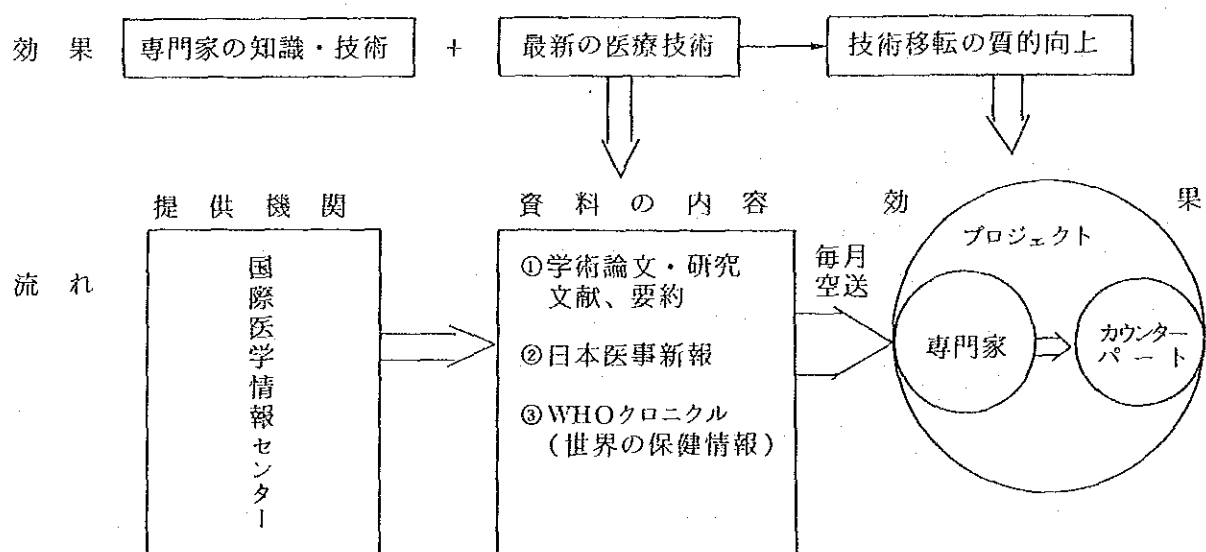 効果 専門家の知識・技術 + 最新の医療技術 技術移転の質的向上
提供機関
資料の内容
効果
流れ
国際医学情報センター
①学術論文・研究
文献、要約
②日本医事新報
③WHOクロニクル
(世界の保健情報)
毎月
空送
プロジェクト
専門家
カウンター
パート